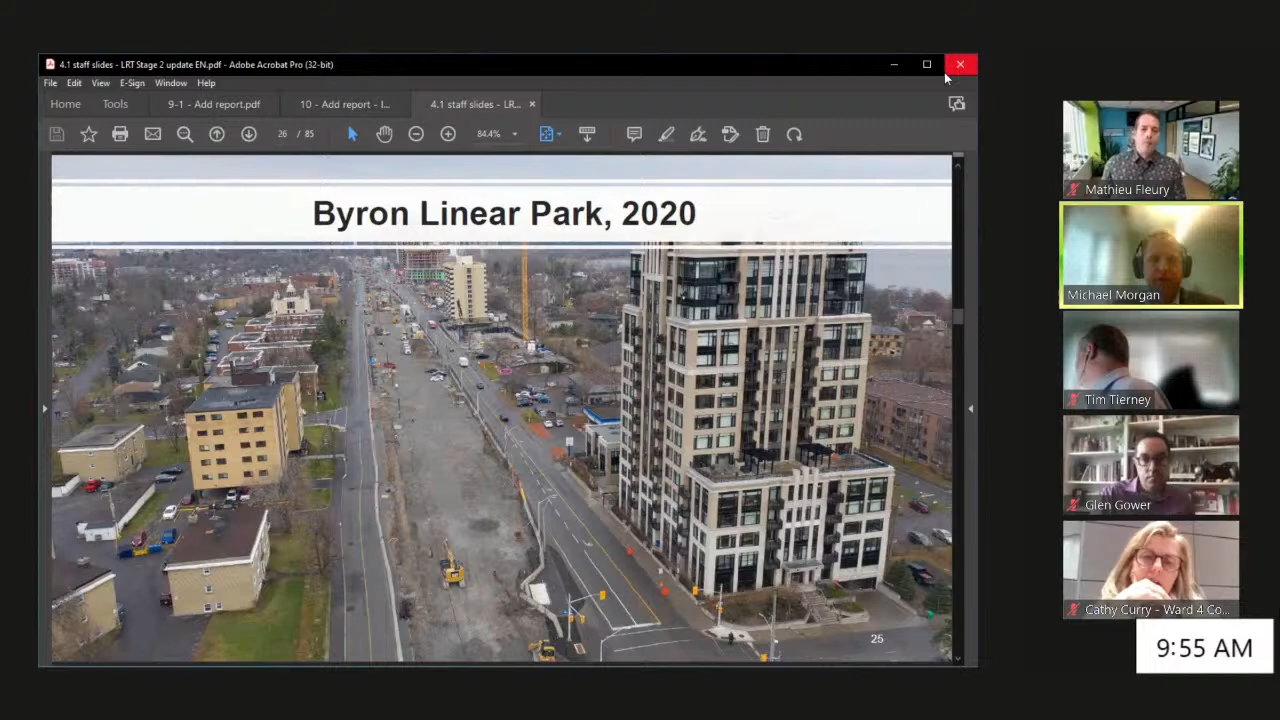 4.1 staff slides - LRT Stage 2 update EN.pdf - Adobe Acrobat Pro (32-bit)
File Edit View E-Sign Window Help
Home Tools 9-1 - Add report.pdf 10 - Add report - I... 4.1 staff slides - LR...
26 / 85 84.4%
Byron Linear Park, 2020
25
Mathieu Fleury
Michael Morgan
Tim Tierney
Glen Gower
Cathy Curry - Ward 4 Co...
9:55 AM